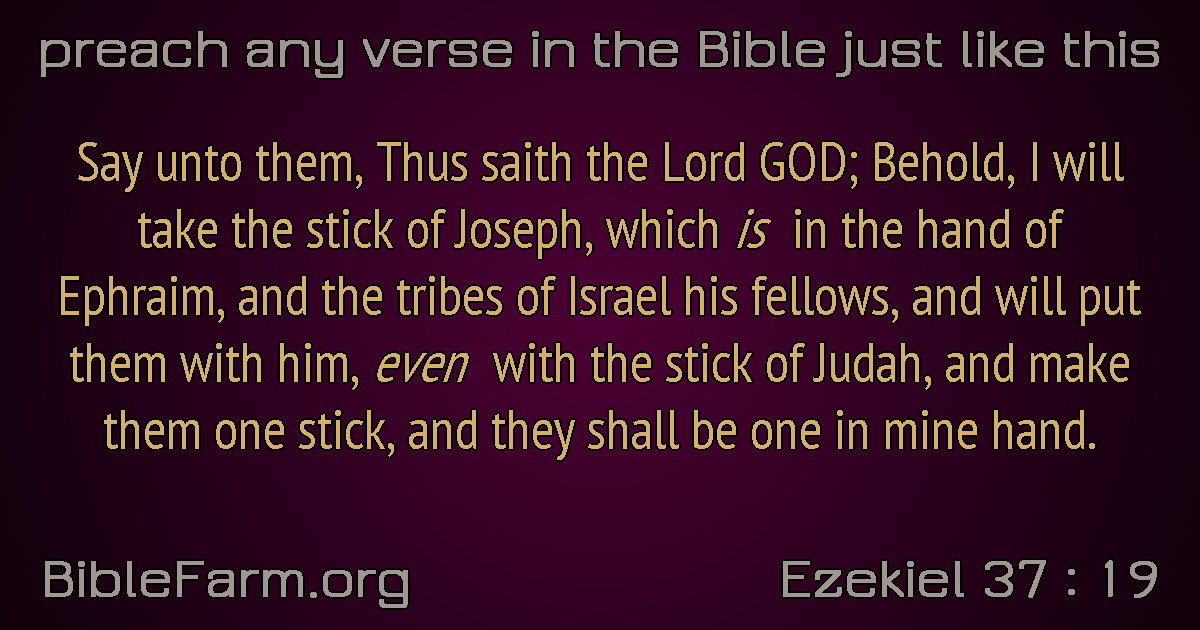 preach any verse in the Bible just like this
Say unto them, Thus saith the Lord GOD; Behold, I will
take the stick of Joseph, which is in the hand of
Ephraim, and the tribes of Israel his fellows, and will put
them with him, even with the stick of Judah, and make
them one stick, and they shall be one in mine hand.
BibleFarm.org
Ezekiel 37 : 19